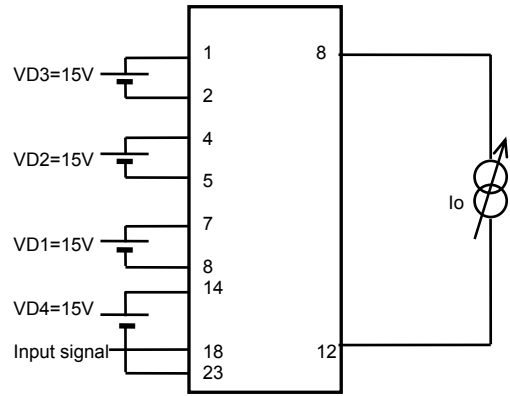 1 8
VD3=15V
2
4
VD2=15V
5
Io
7
VD1=15V
8
14
VD4=15V
Input signal 18 12
23